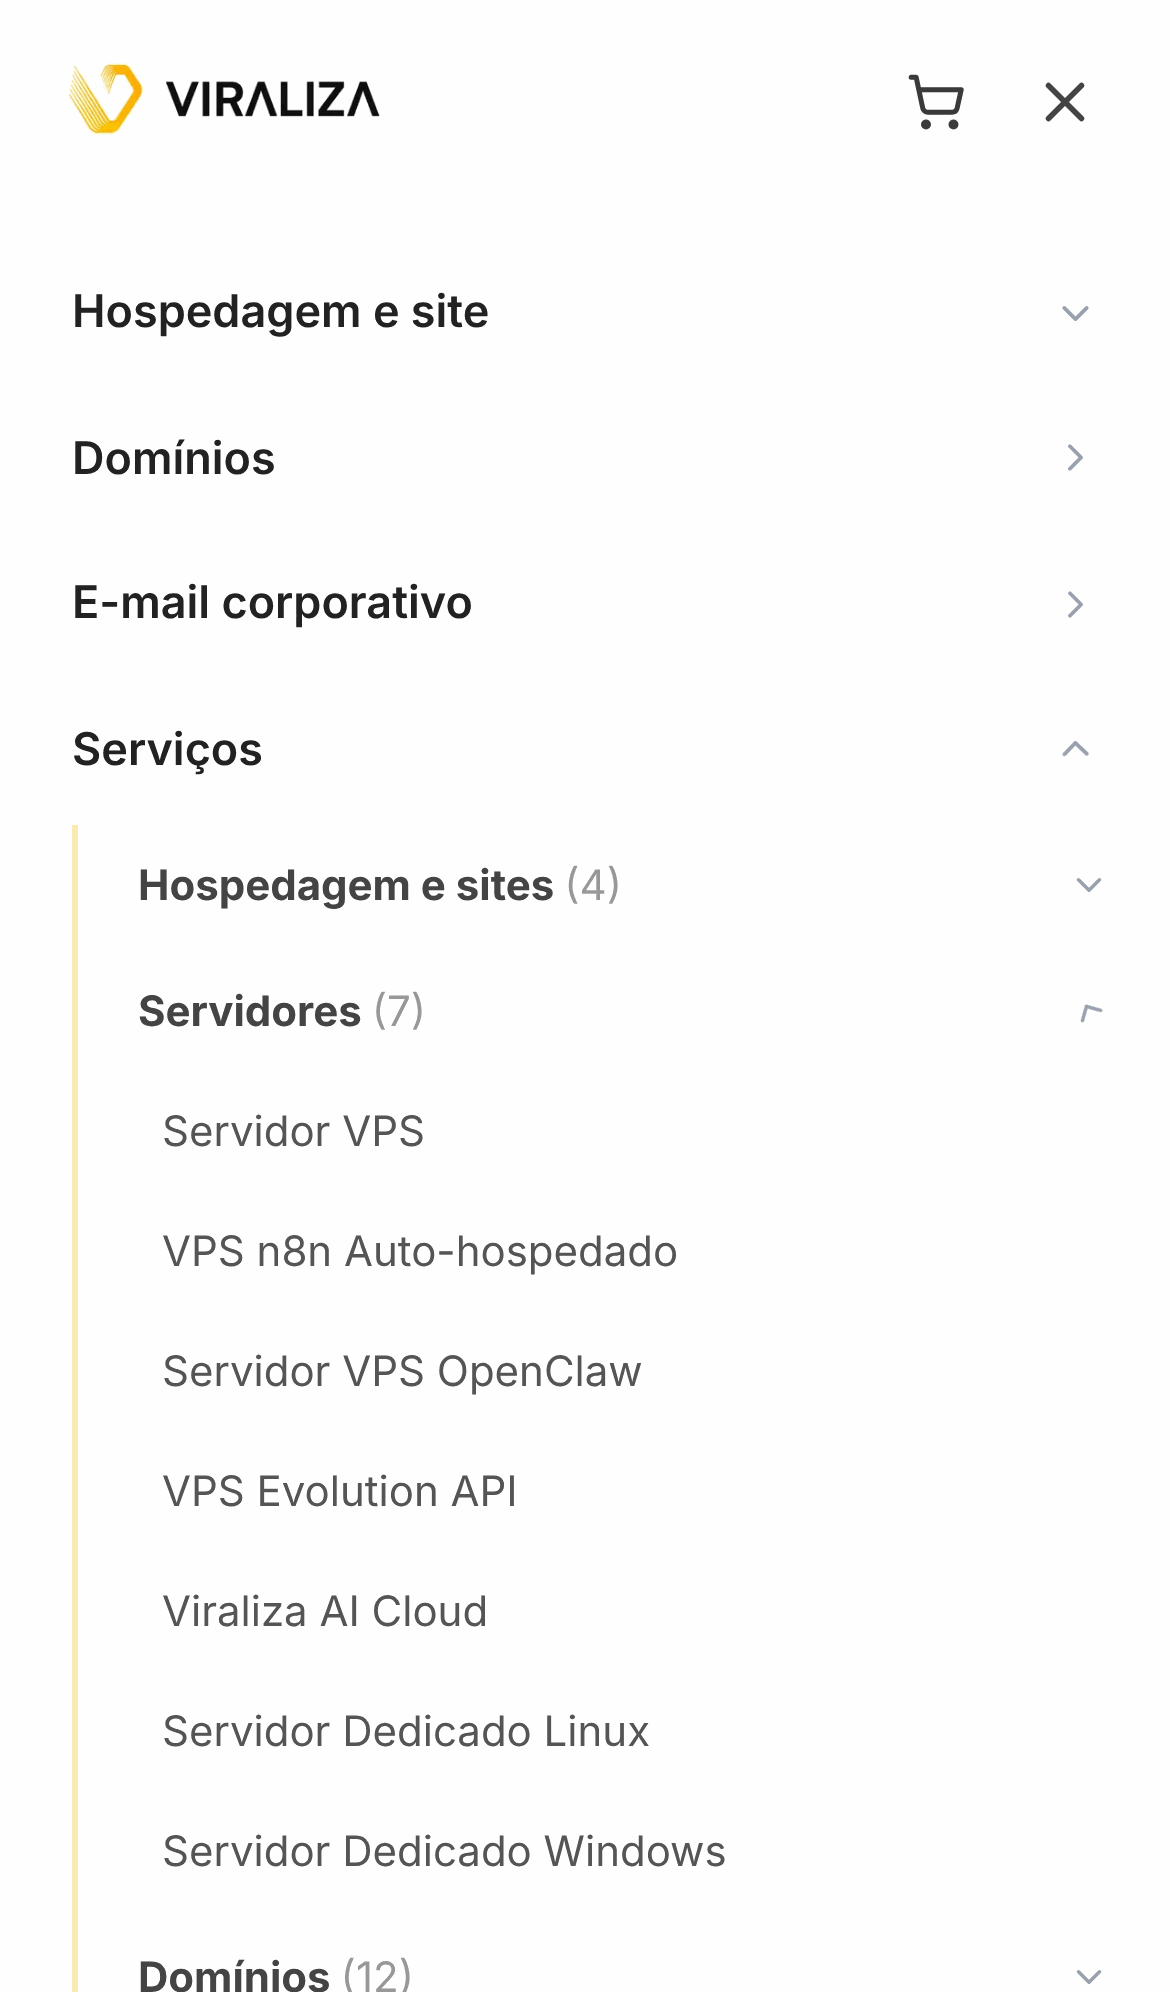 VIRALIZA
Hospedagem e site
Domínios
E-mail corporativo
Serviços
Hospedagem e sites (4)
Servidores (7)
Servidor VPS
VPS n8n Auto-hospedado
Servidor VPS OpenClaw
VPS Evolution API
Viraliza AI Cloud
Servidor Dedicado Linux
Servidor Dedicado Windows
Domínios (12)